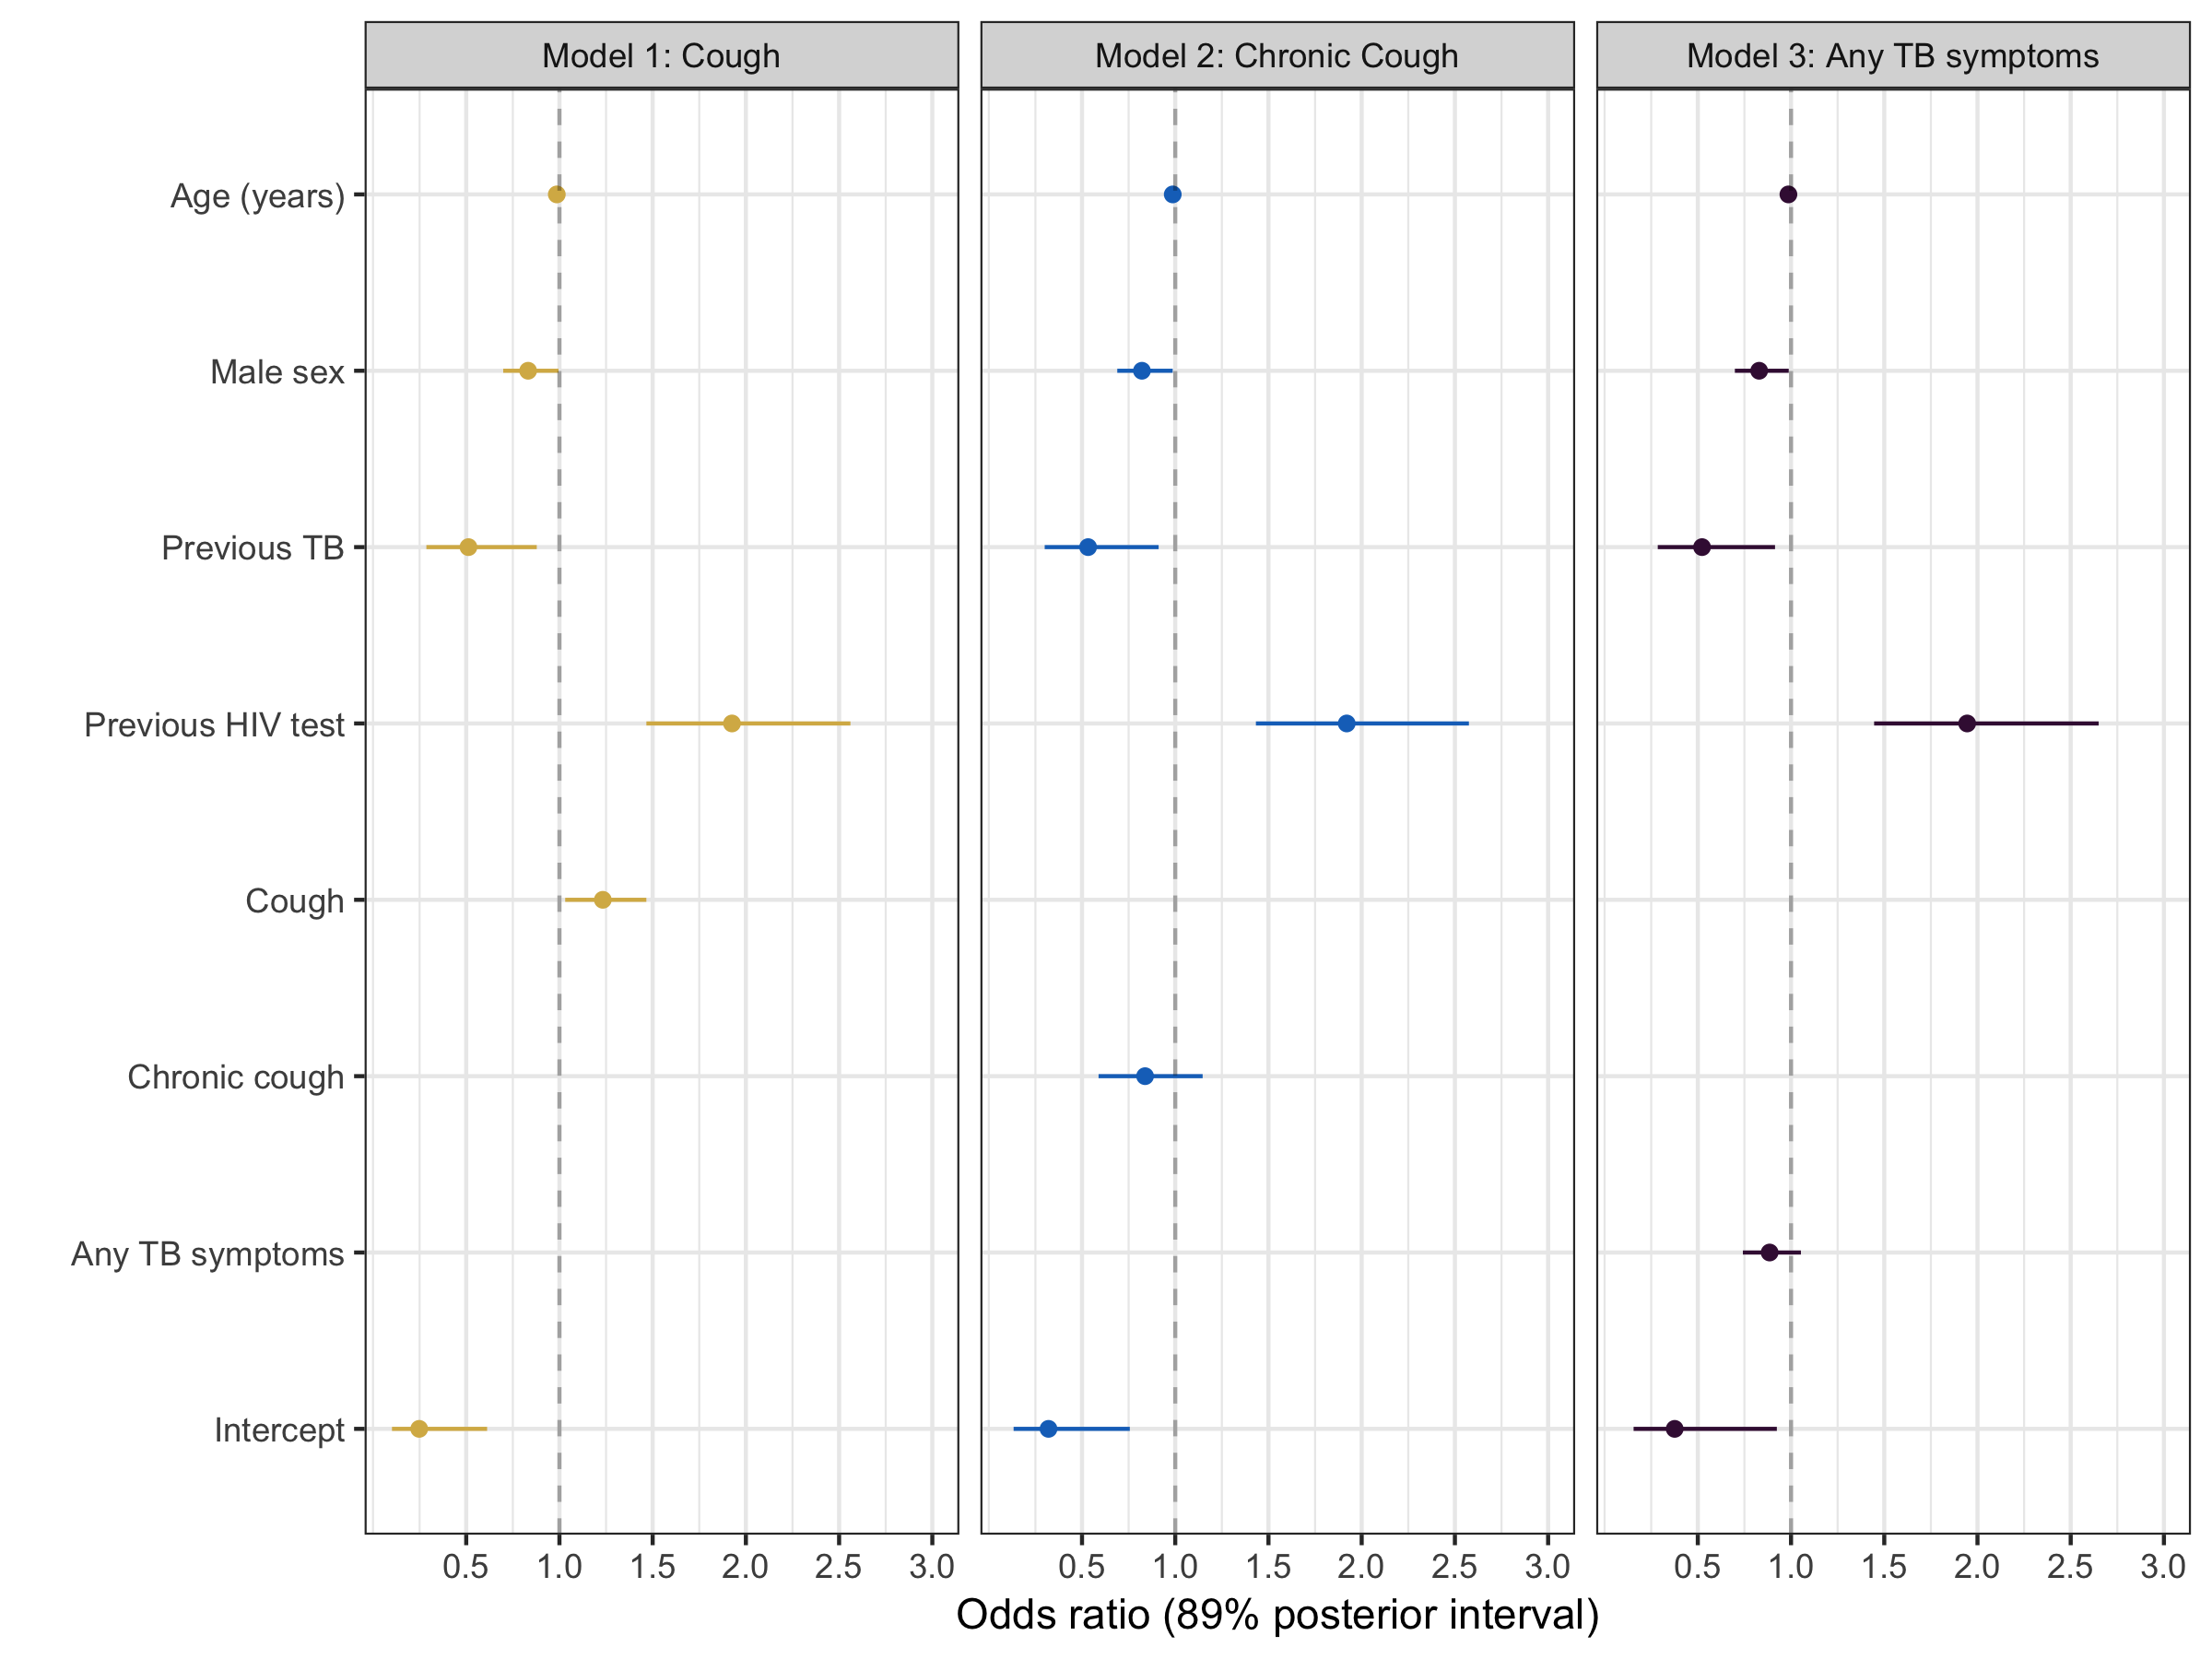 Model 1: Cough
Model 2: Chronic Cough
Model 3: Any TB symptoms
Age (years)
Male sex
Previous TB
Previous HIV test
Cough
Chronic cough
Any TB symptoms
Intercept
0.5 1.0 1.5 2.0 2.5 3.0
0.5 1.0 1.5 2.0 2.5 3.0
0.5 1.0 1.5 2.0 2.5 3.0
Odds ratio (89% posterior interval)